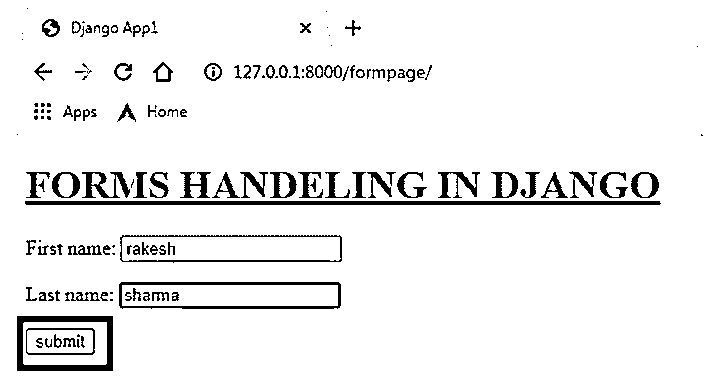 Django App1
127.0.0.1:8000/formpage/
Apps Home
FORMS HANDELING IN DJANGO
First name: rakesh
Last name: sharma
submit